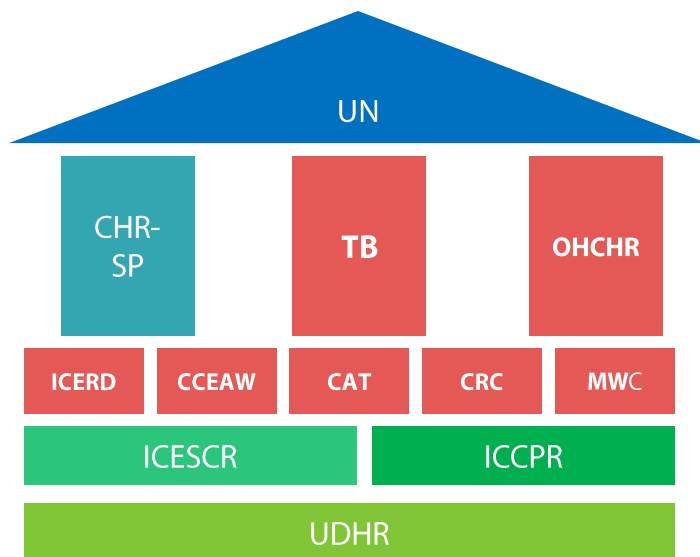 UN
CHR-
SP
TB
OHCHR
ICERD
CCEAW
CAT
CRC
MWC
ICESCR
ICCPR
UDHR